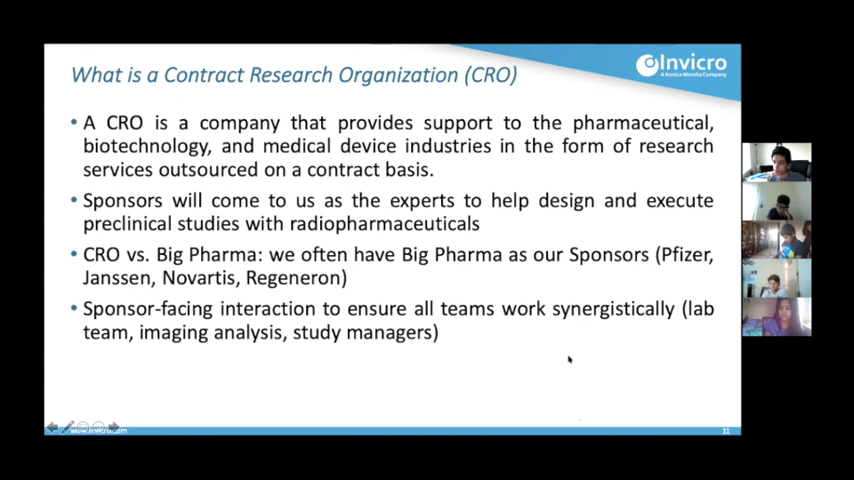 What is a Contract Research Organization (CRO)
Invicro
A Konica Minolta Company
• A CRO is a company that provides support to the pharmaceutical,
biotechnology, and medical device industries in the form of research
services outsourced on a contract basis.
• Sponsors will come to us as the experts to help design and execute
preclinical studies with radiopharmaceuticals
• CRO vs. Big Pharma: we often have Big Pharma as our Sponsors (Pfizer,
Janssen, Novartis, Regeneron)
• Sponsor-facing interaction to ensure all teams work synergistically (lab
team, imaging analysis, study managers)
www.invicro.com
11